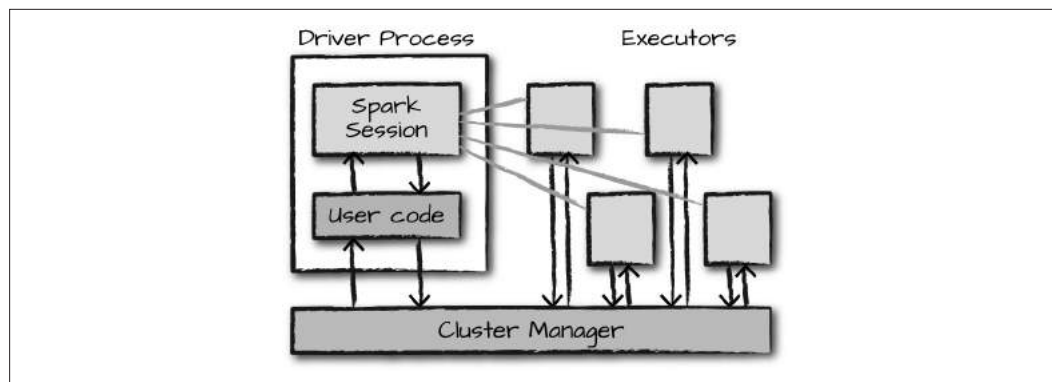 Driver Process
Executors
Spark
Session
User code
Cluster Manager